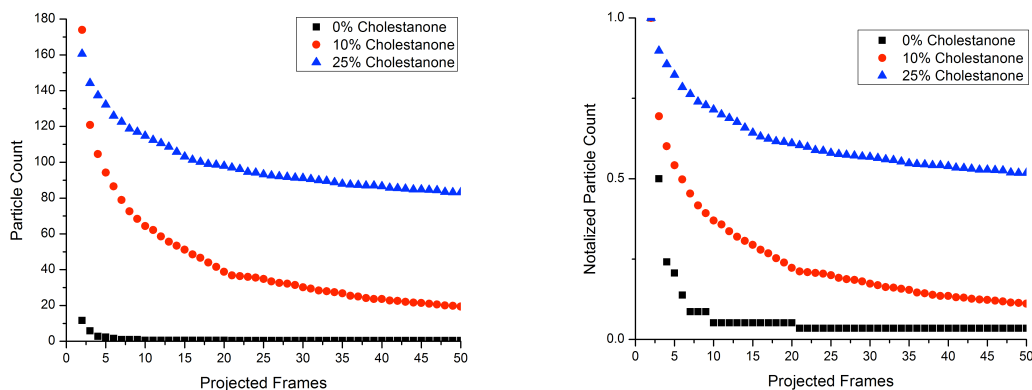 180
160
140
120
100
80
60
40
20
0
Particle Count
0% Cholestanone
10% Cholestanone
25% Cholestanone
0 5 10 15 20 25 30 35 40 45 50
Projected Frames
1.0
0.5
0.0
Notalized Particle Count
0% Cholestanone
10% Cholestanone
25% Cholestanone
0 5 10 15 20 25 30 35 40 45 50
Projected Frames